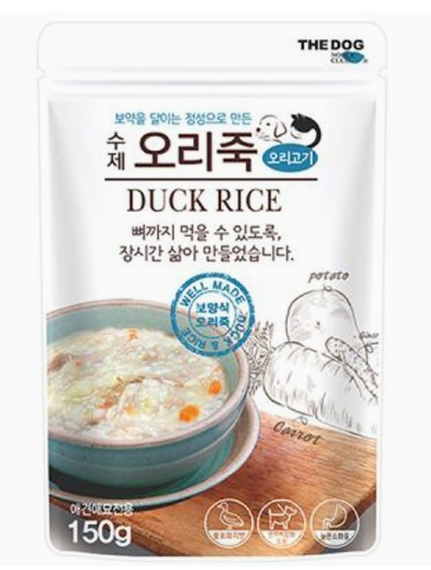 THE DOG
보약을 달이는 정성으로 만든
수제 오리죽
오리고기
DUCK RICE
뼈까지 먹을 수 있도록,
장시간 삶아 만들었습니다.
potato
WELL MADE
보양식
오리죽
DUCK & RICE
Carrot
애견애묘전용
150g